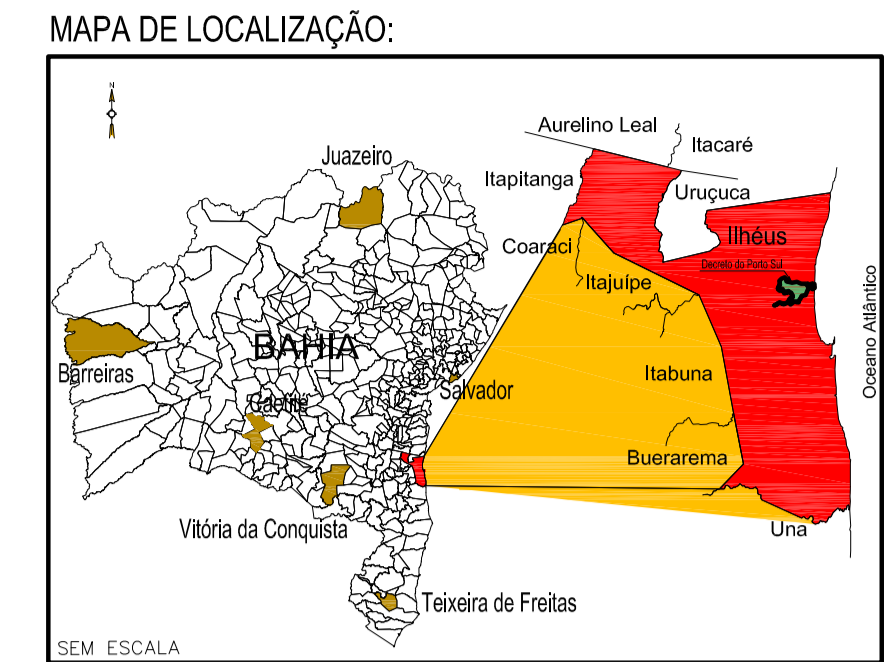 MAPA DE LOCALIZAÇÃO:
N
Aurelino Leal
Itacaré
Juazeiro
Itapitanga
Uruçuca
Ilhéus
Coaraci
Decreto do Porto Sul
Itajuípe
Oceano Atlântico
BAHIA
Barreiras
Itabuna
Salvador
Caetité
Buerarema
Vitória da Conquista
Una
Teixeira de Freitas
SEM ESCALA